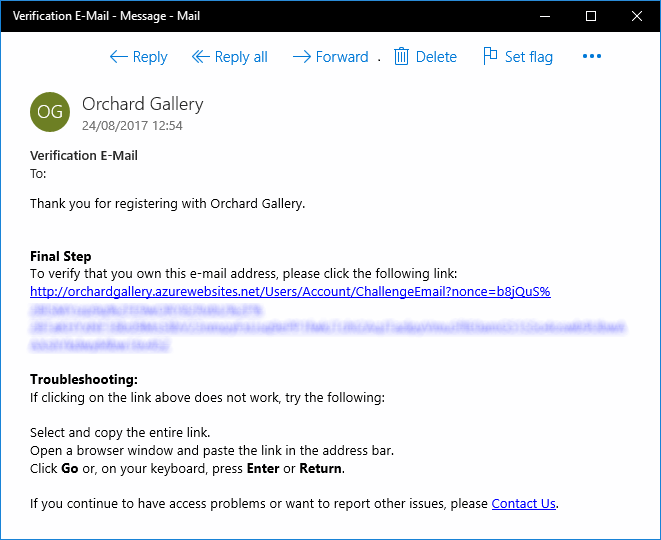 Verification E-Mail - Message - Mail
Reply Reply all Forward . Delete Set flag
OG
Orchard Gallery
24/08/2017 12:54
Verification E-Mail
To:
Thank you for registering with Orchard Gallery.
Final Step
To verify that you own this e-mail address, please click the following link:
http://orchardgallery.azurewebsites.net/Users/Account/ChallengeEmail?nonce=b8jQuS%
Troubleshooting:
If clicking on the link above does not work, try the following:
Select and copy the entire link.
Open a browser window and paste the link in the address bar.
Click Go or, on your keyboard, press Enter or Return.
If you continue to have access problems or want to report other issues, please Contact Us.